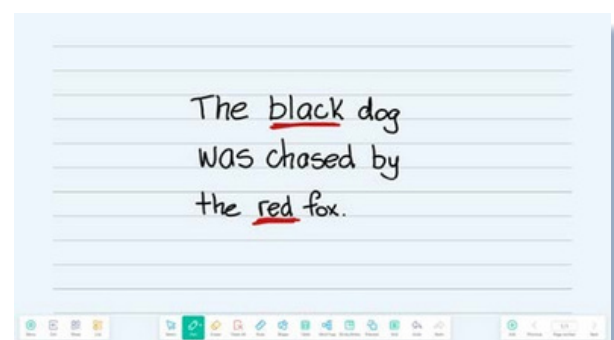 The black dog
was chased by
the red fox.